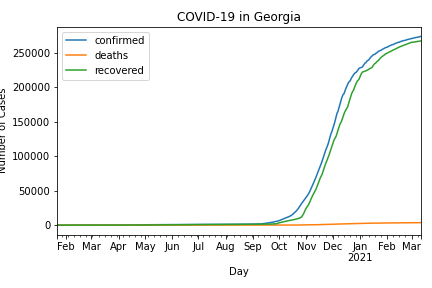 COVID-19 in Georgia
confirmed
deaths
recovered
250000
200000
150000
100000
50000
0
Number of Cases
Feb Mar Apr May Jun Jul Aug Sep Oct Nov Dec Jan Feb Mar
2021
Day